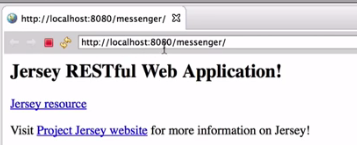 http://localhost:8080/messenger/
http://localhost:8080/messenger/
Jersey RESTful Web Application!
Jersey resource
Visit Project Jersey website for more information on Jersey!